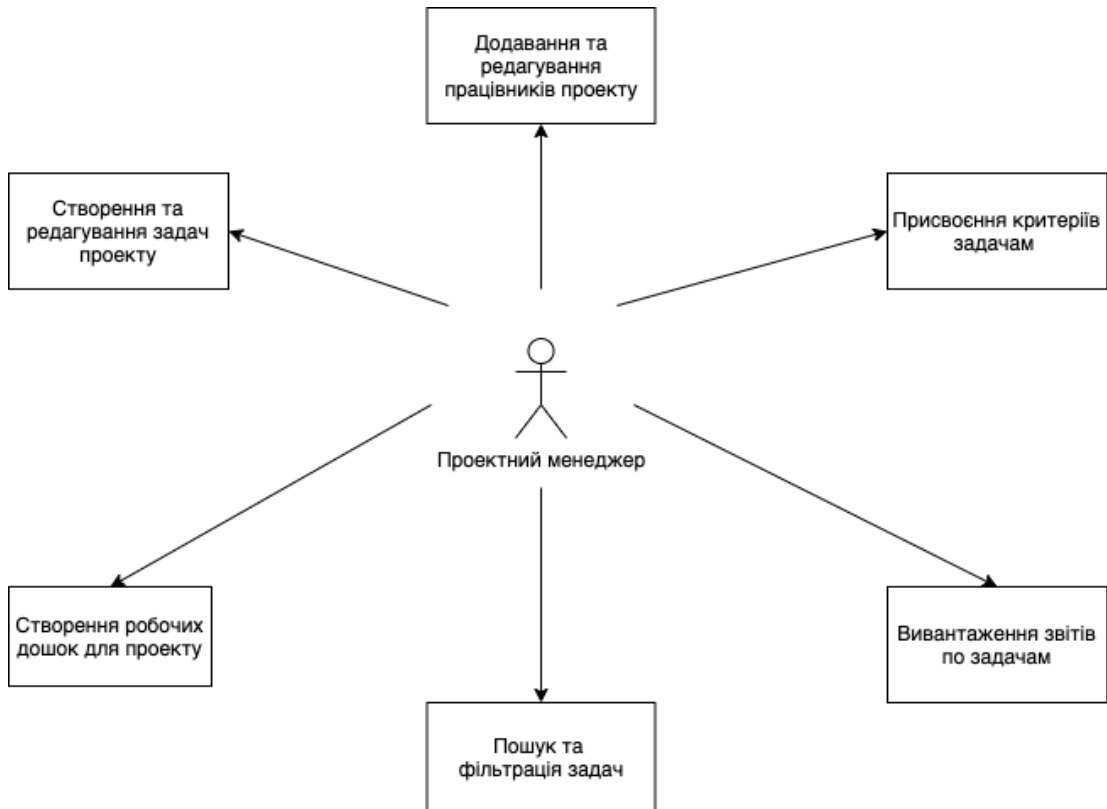 Додавання та
редагування
працівників проекту
Створення та
редагування задач
проекту
Присвоєння критеріїв
задачам
Проектний менеджер
Створення робочих
дошок для проекту
Вивантаження звітів
по задачам
Пошук та
фільтрація задач